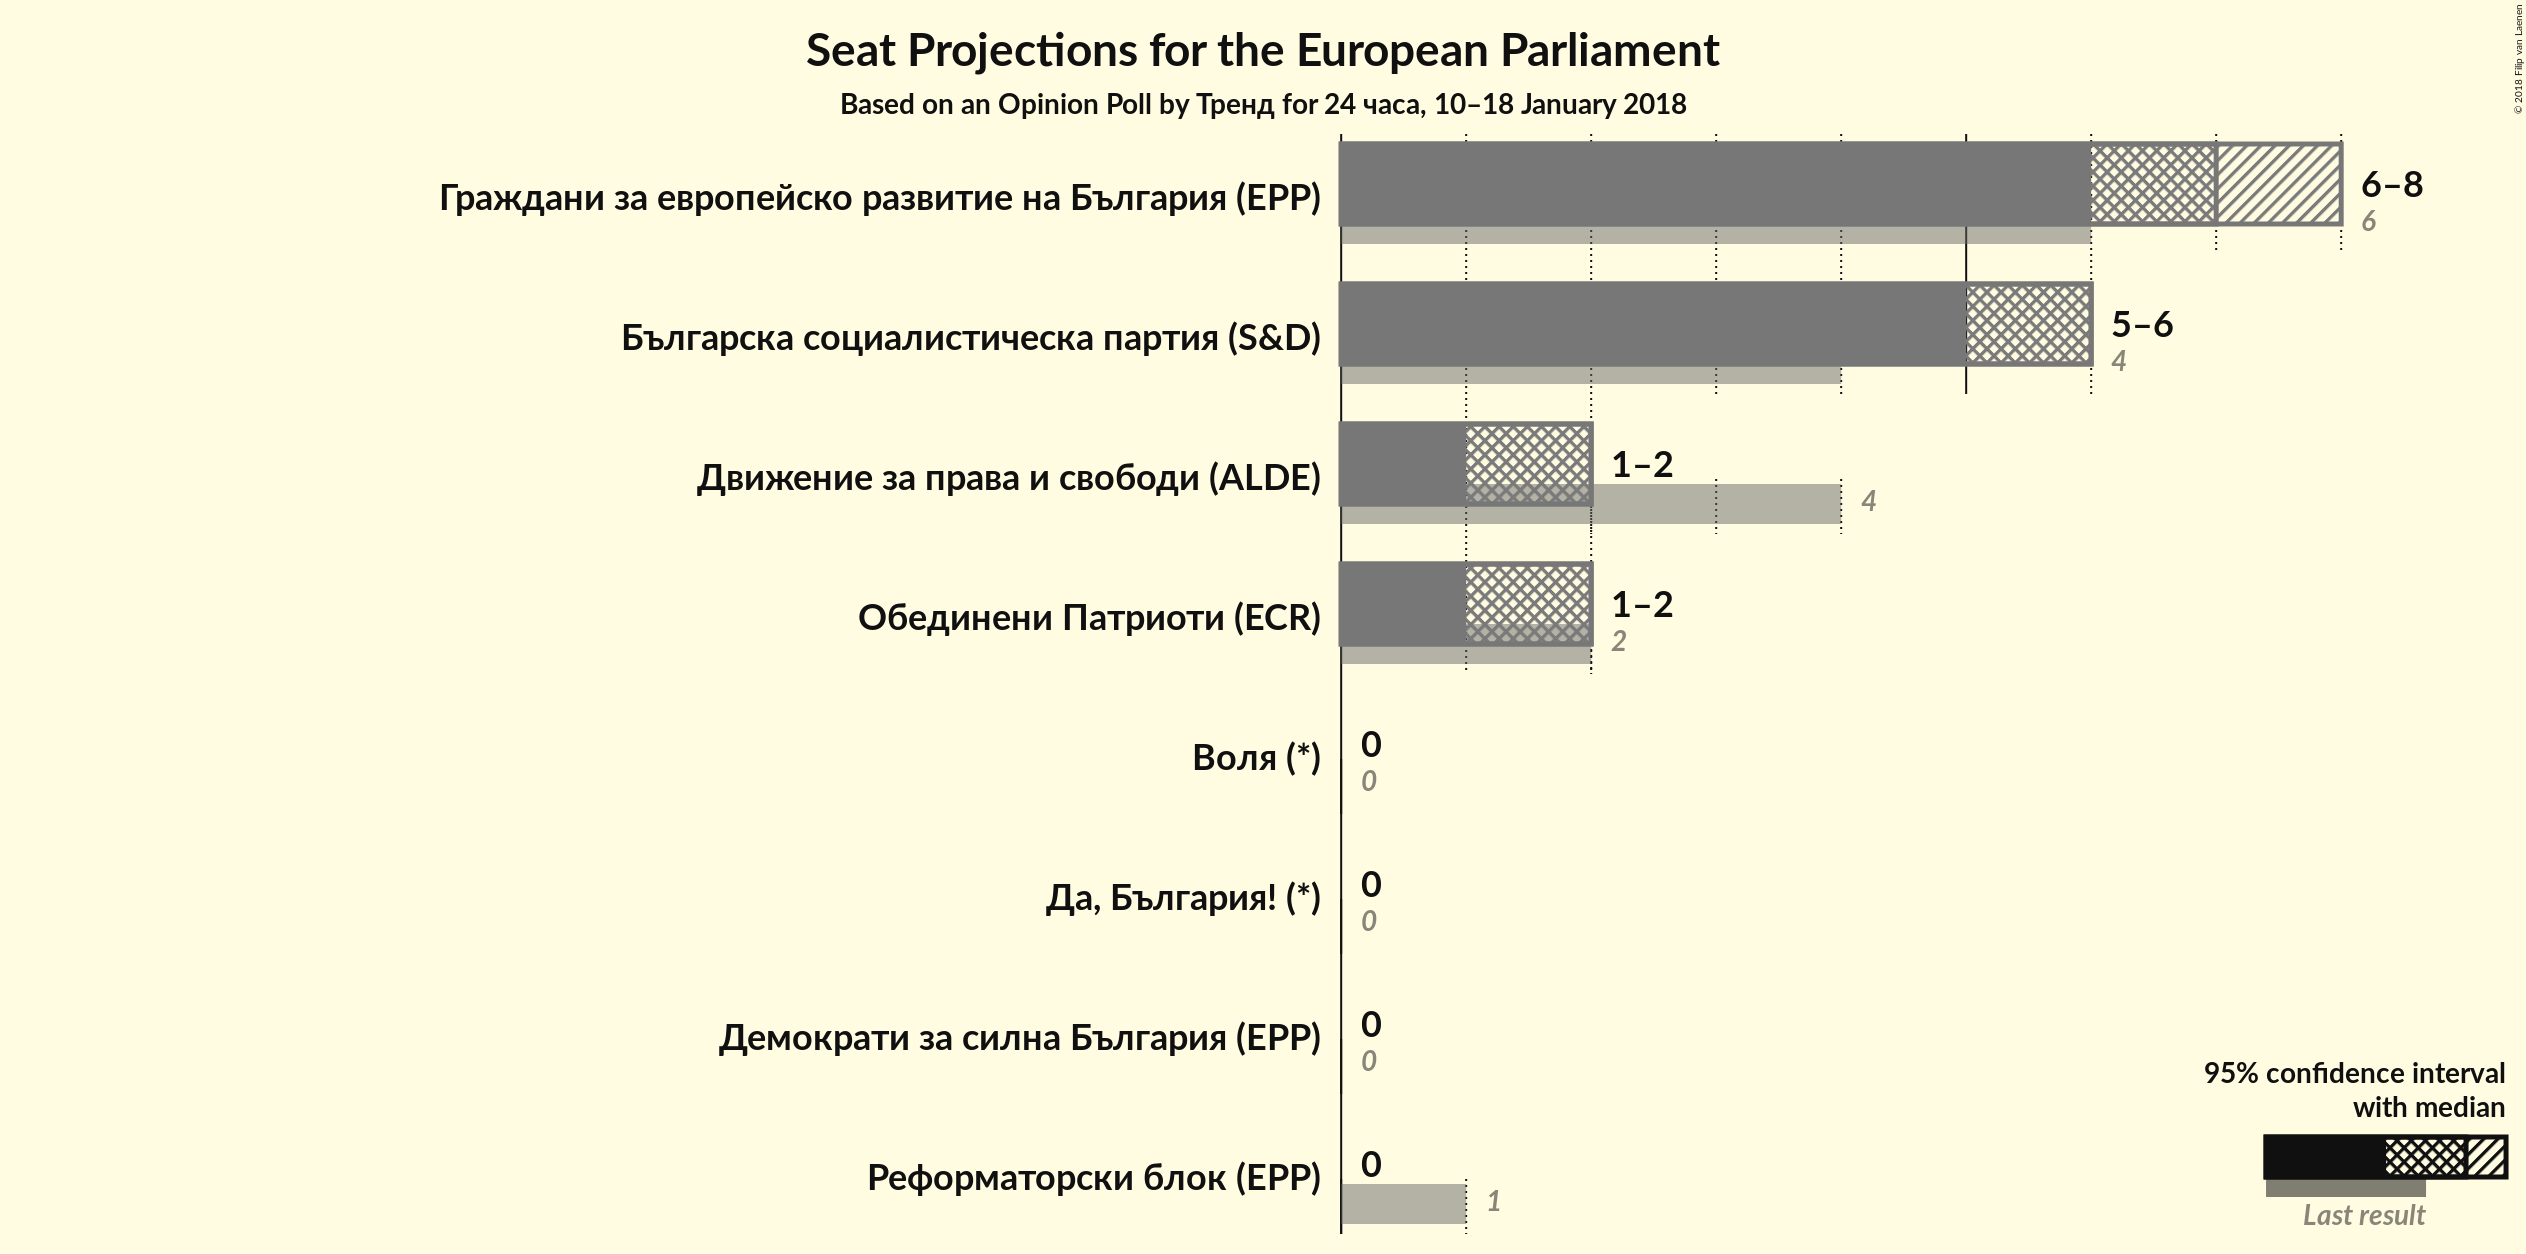 Seat Projections for the European Parliament
Based on an Opinion Poll by Тренд for 24 часа, 10–18 January 2018
© 2018 Filip van Laenen
Граждани за европейско развитие на България (EPP)
6–8
6
Българска социалистическа партия (S&D)
5–6
4
Движение за права и свободи (ALDE)
1–2
4
Обединени Патриоти (ECR)
1–2
2
Воля (*)
0
0
Да, България! (*)
0
0
Демократи за силна България (EPP)
0
0
Реформаторски блок (EPP)
0
1
95% confidence interval
with median
Last result